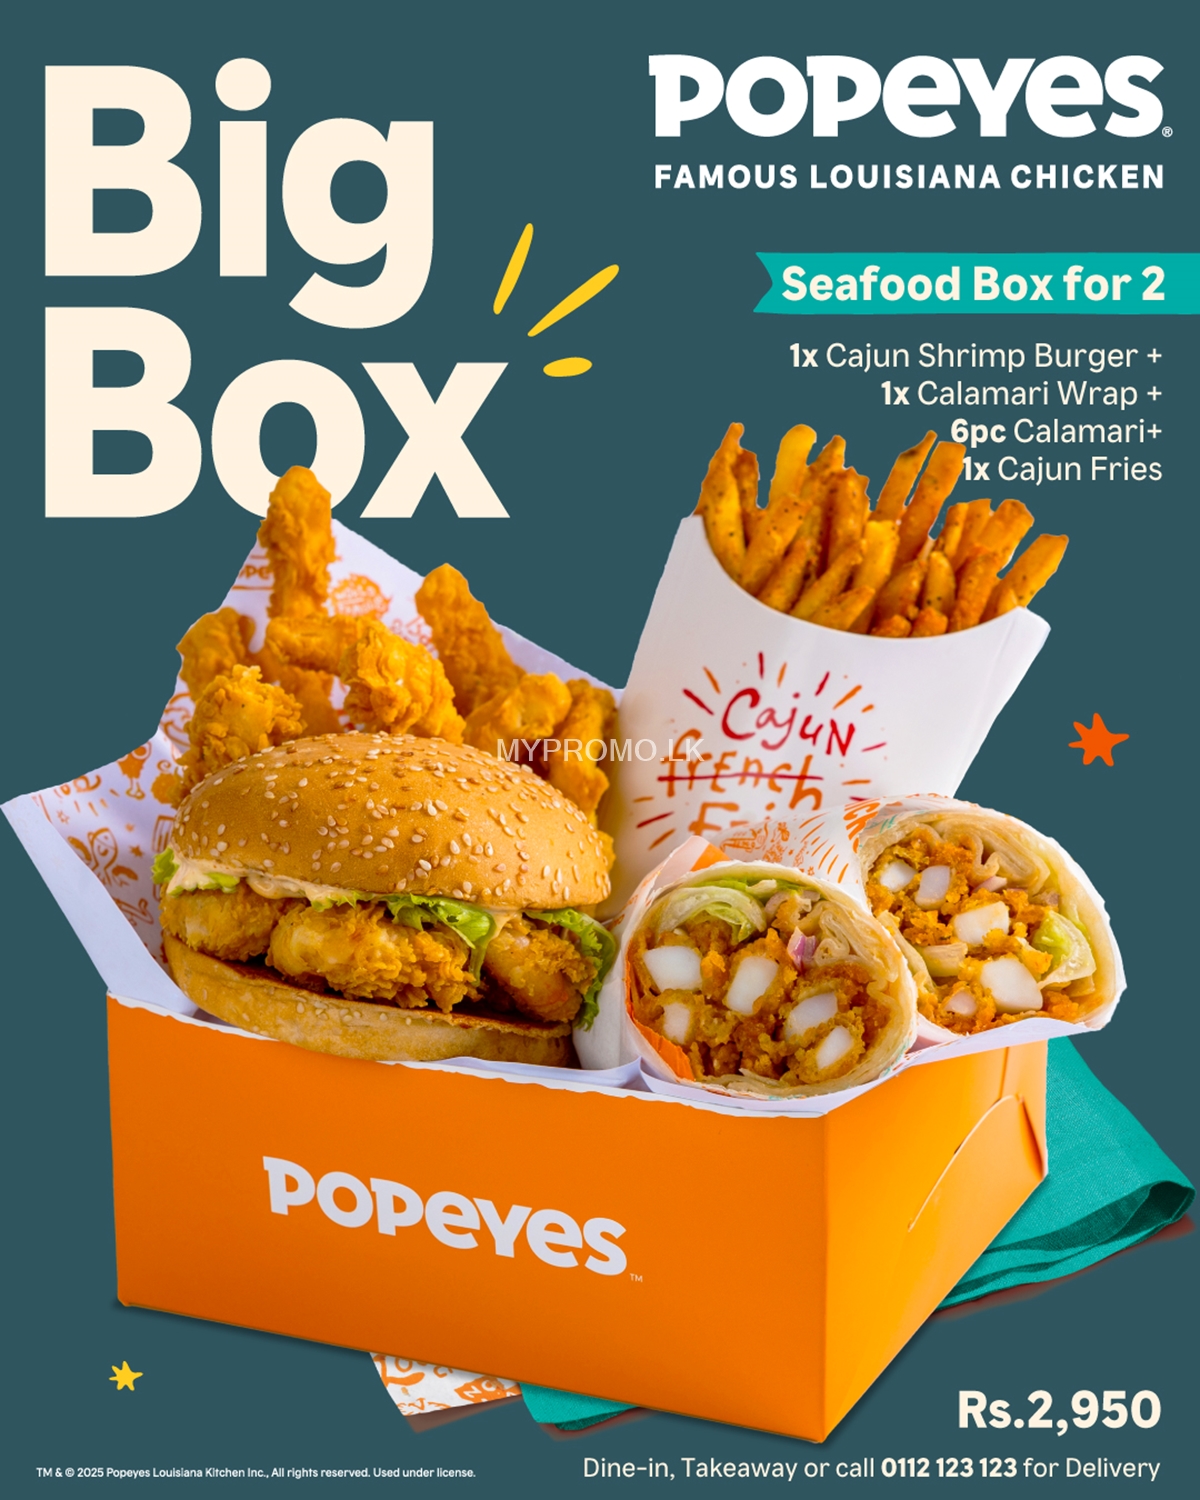 Big
Box
POPEYES®
FAMOUS LOUISIANA CHICKEN
Seafood Box for 2
1x Cajun Shrimp Burger +
1x Calamari Wrap +
6pc Calamari+
1x Cajun Fries
MYPROMO.LK
Cajun
French
POPEYES™
Rs.2,950
Dine-in, Takeaway or call 0112 123 123 for Delivery
TM & © 2025 Popeyes Louisiana Kitchen Inc., All rights reserved. Used under license.